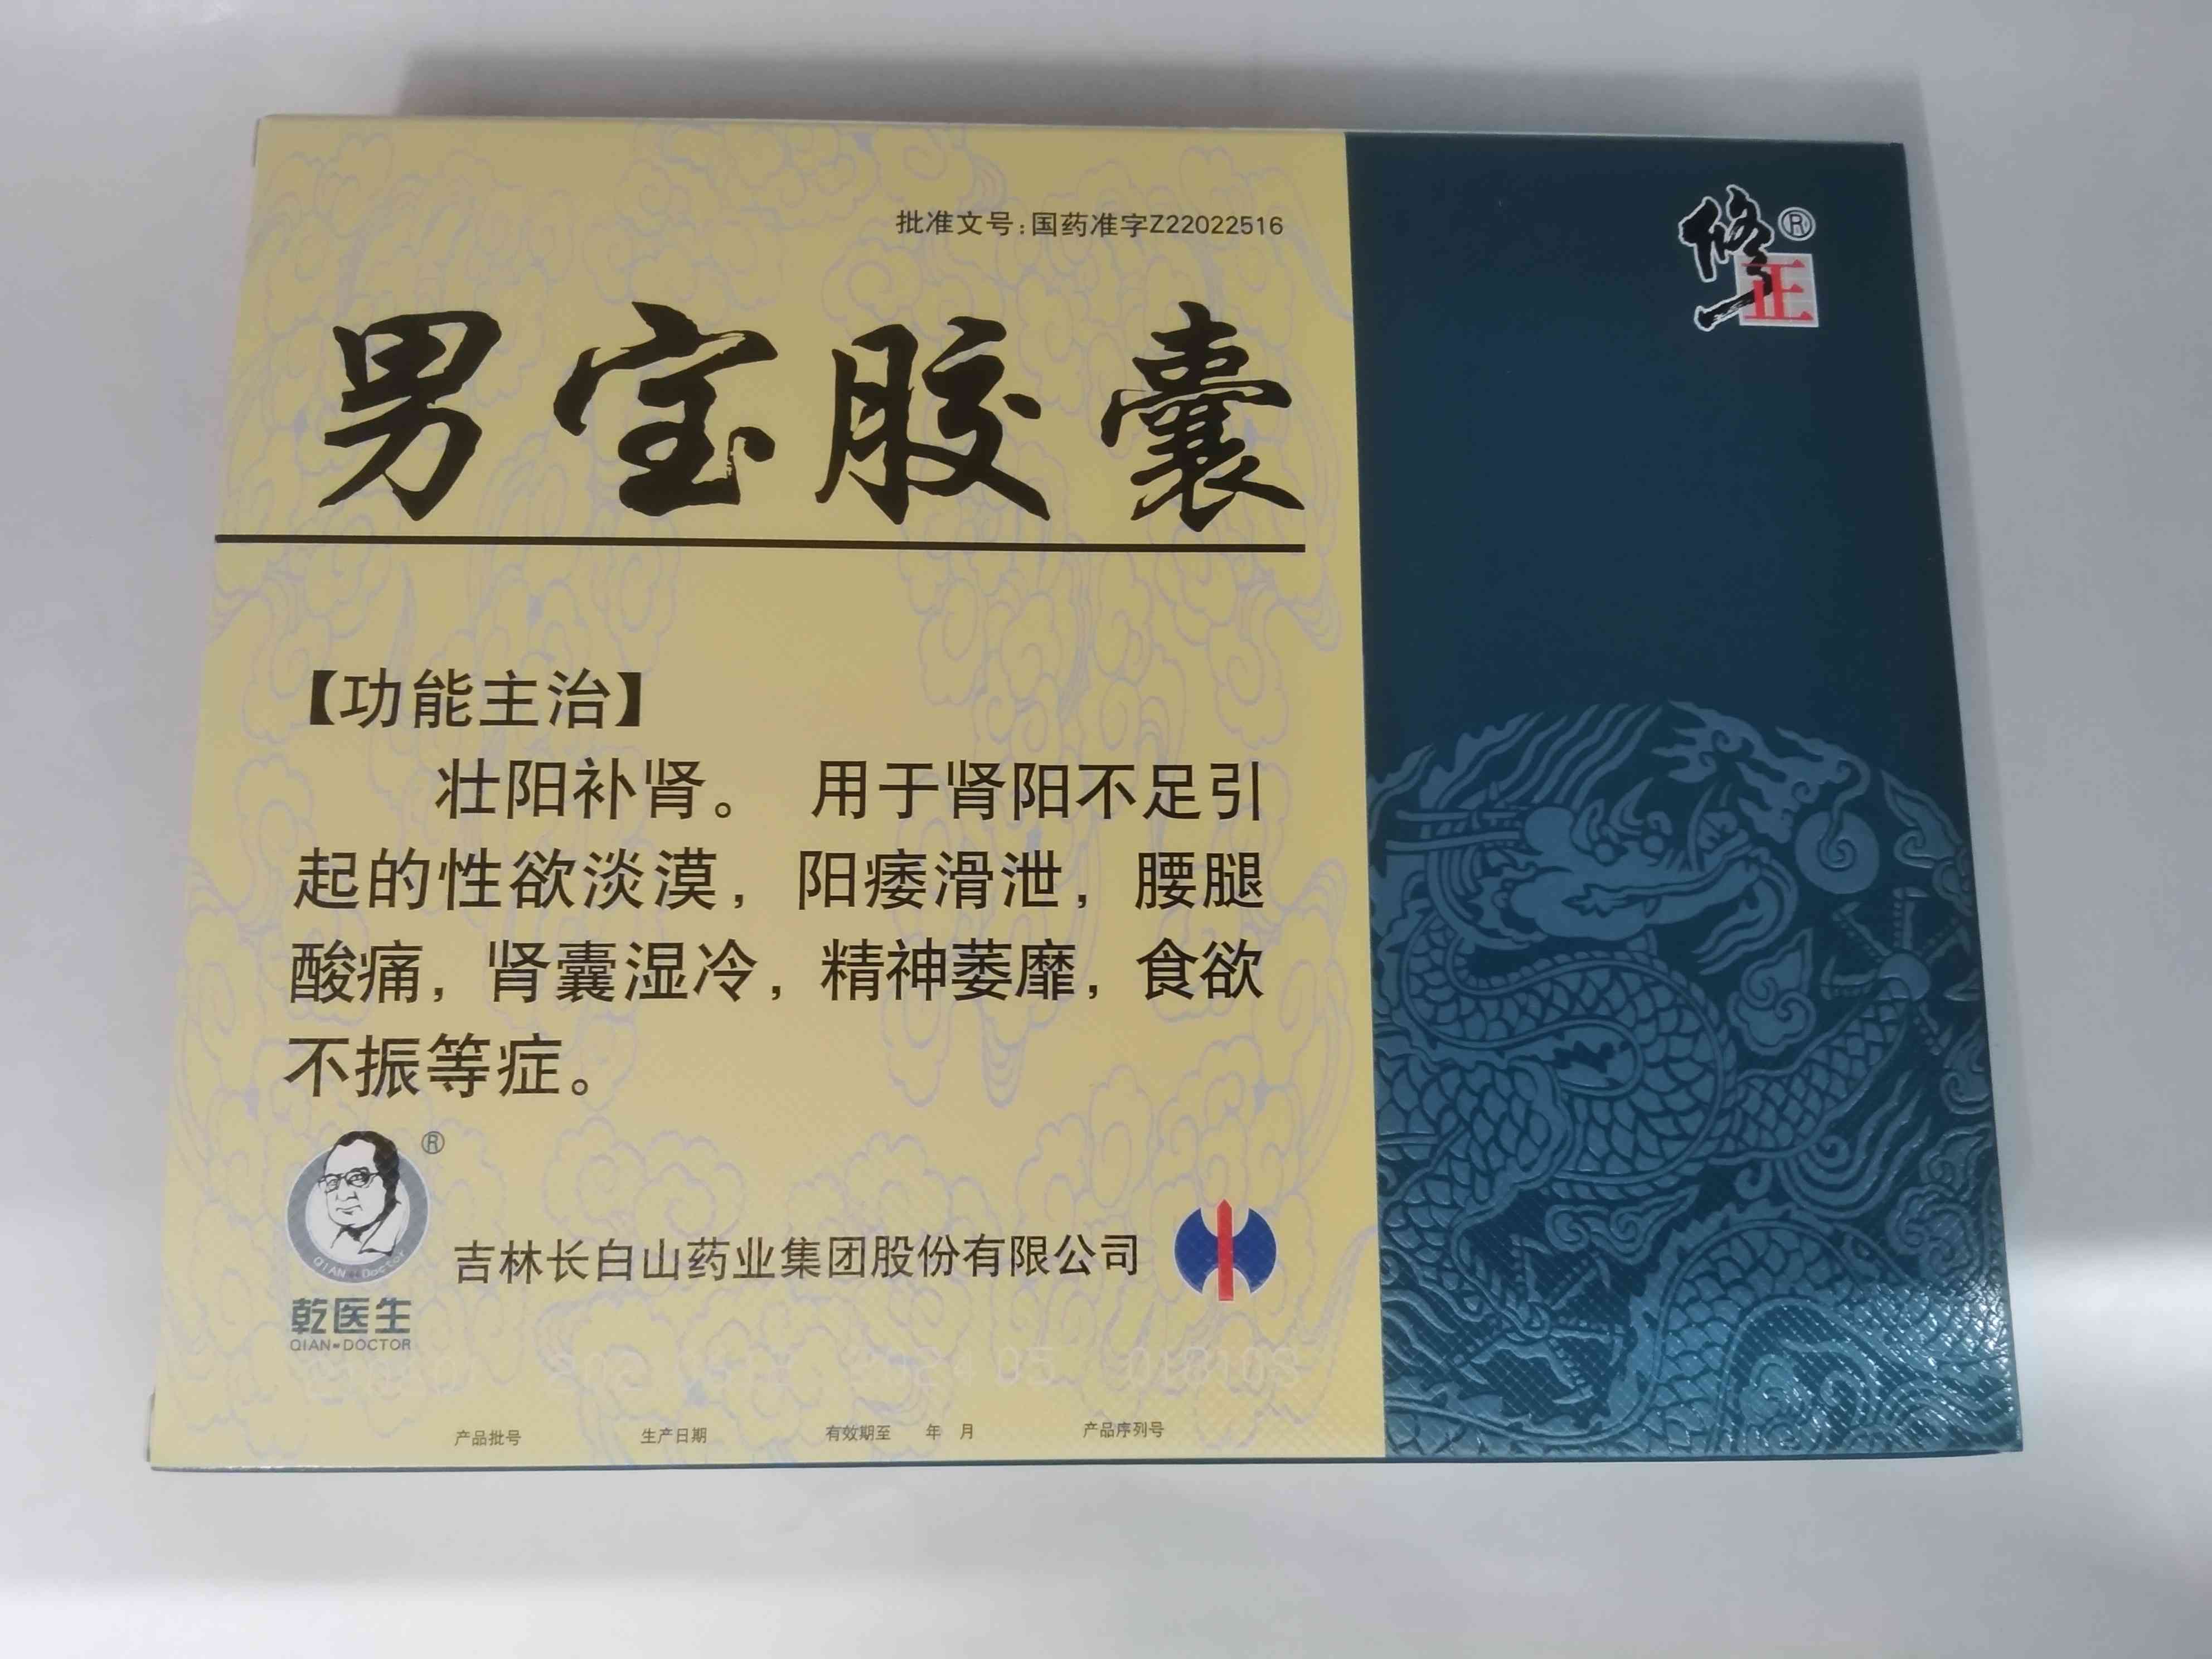 批准文号:国药准字Z22022516
修正®
男宝胶囊
【功能主治】
壮阳补肾。 用于肾阳不足引
起的性欲淡漠，阳痿滑泄，腰腿
酸痛，肾囊湿冷，精神萎靡，食欲
不振等症。
®
QIAN Doctor
吉林长白山药业集团股份有限公司
乾医生
QIAN-DOCTOR
2024 05
产品批号 生产日期 有效期至 年 月 产品序列号